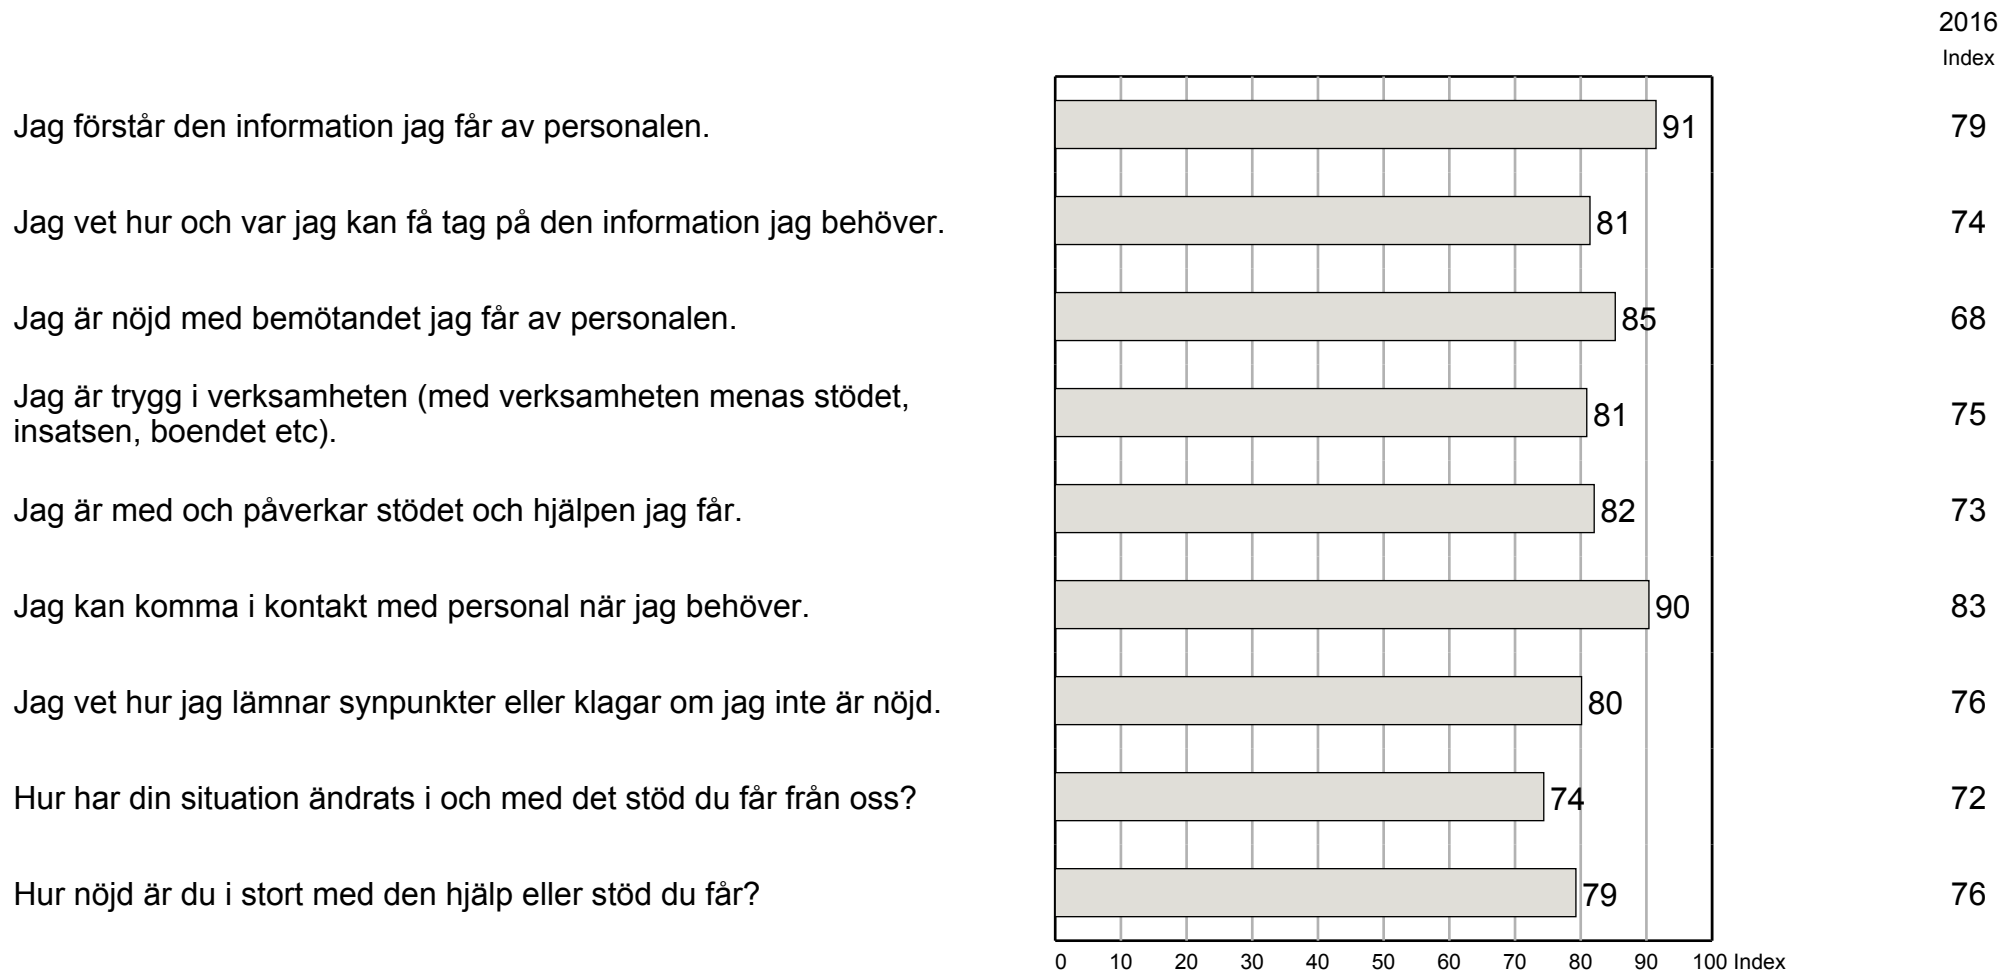 2016
Index
Jag förstår den information jag får av personalen. 91 79
Jag vet hur och var jag kan få tag på den information jag behöver. 81 74
Jag är nöjd med bemötandet jag får av personalen. 85 68
Jag är trygg i verksamheten (med verksamheten menas stödet,
insatsen, boendet etc). 81 75
Jag är med och påverkar stödet och hjälpen jag får. 82 73
Jag kan komma i kontakt med personal när jag behöver. 90 83
Jag vet hur jag lämnar synpunkter eller klagar om jag inte är nöjd. 80 76
Hur har din situation ändrats i och med det stöd du får från oss? 74 72
Hur nöjd är du i stort med den hjälp eller stöd du får? 79 76
0 10 20 30 40 50 60 70 80 90 100 Index